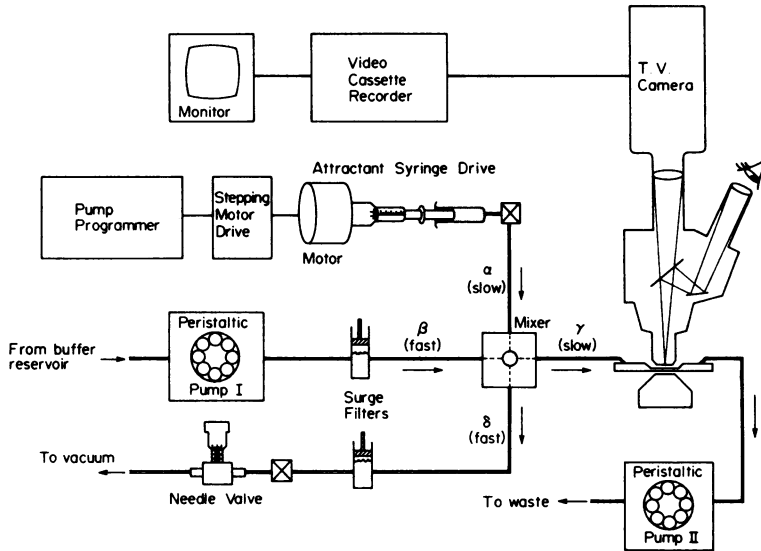 T. V.
Camera
Video
Cassette
Recorder
Monitor
Attractant Syringe Drive
Pump
Programmer
Stepping
Motor
Drive
Motor
α
(slow)
Mixer
From buffer
reservoir
Peristaltic
Pump I
β
(fast)
γ
(slow)
Surge
Filters
δ
(fast)
To vacuum
Needle Valve
To waste
Peristaltic
Pump II